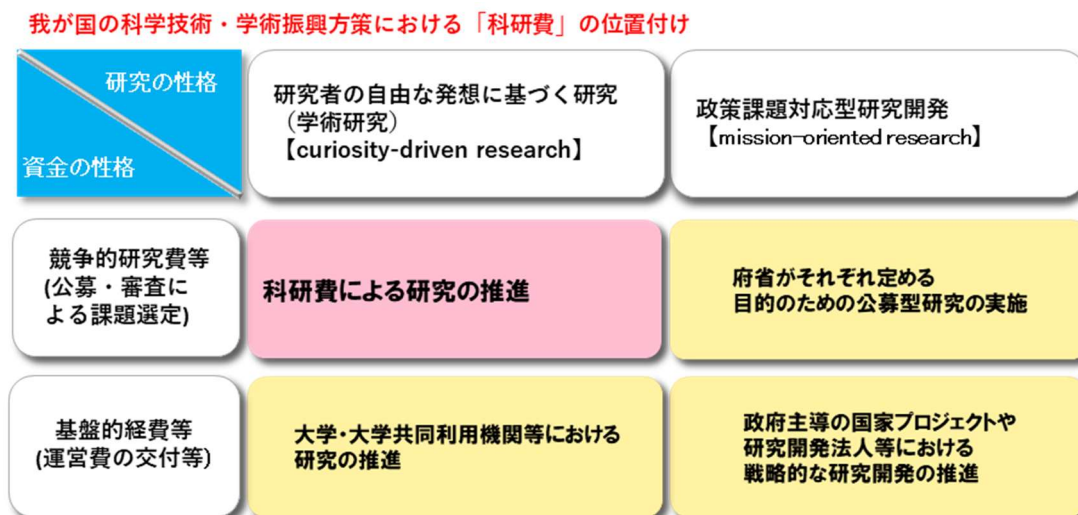 我が国の科学技術・学術振興方策における「科研費」の位置付け
研究の性格
資金の性格
研究者の自由な発想に基づく研究
（学術研究）
【curiosity-driven research】
政策課題対応型研究開発
【mission-oriented research】
競争的研究費等
(公募・審査に
よる課題選定)
科研費による研究の推進
府省がそれぞれ定める
目的のための公募型研究の実施
基盤的経費等
(運営費の交付等)
大学・大学共同利用機関等における
研究の推進
政府主導の国家プロジェクトや
研究開発法人等における
戦略的な研究開発の推進